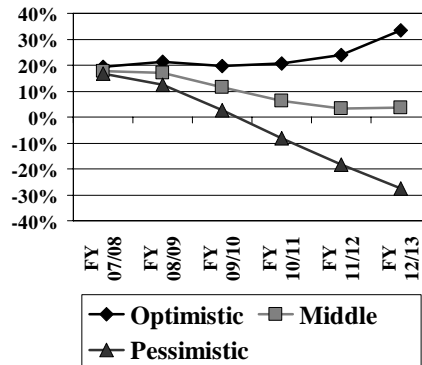 40%
30%
20%
10%
0%
-10%
-20%
-30%
-40%
FY 07/08
FY 08/09
FY 09/10
FY 10/11
FY 11/12
FY 12/13
Optimistic Middle
Pessimistic